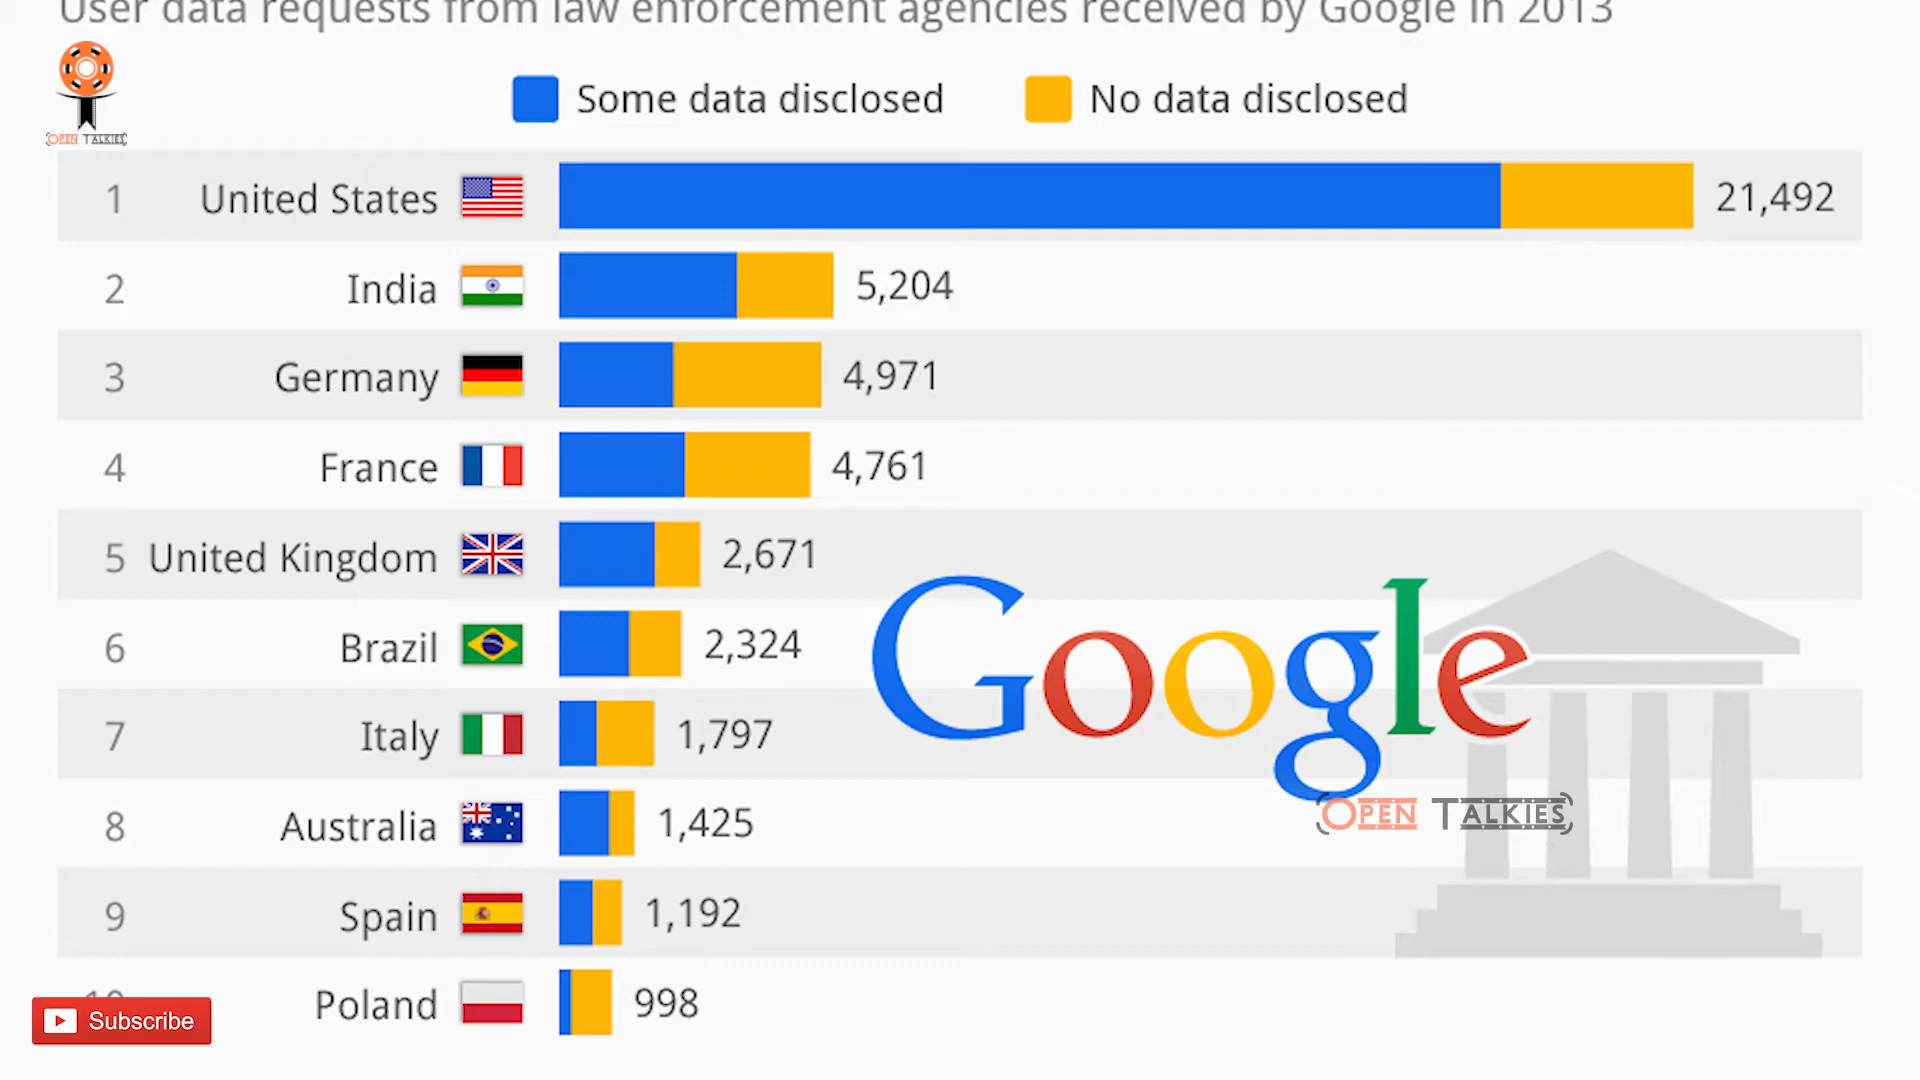 User data requests from law enforcement agencies received by Google in 2013
OPEN TALKIES
Some data disclosed
No data disclosed
1 United States 21,492
2 India 5,204
3 Germany 4,971
4 France 4,761
5 United Kingdom 2,671
6 Brazil 2,324
7 Italy 1,797
8 Australia 1,425
9 Spain 1,192
10 Poland 998
Google
OPEN TALKIES
Subscribe